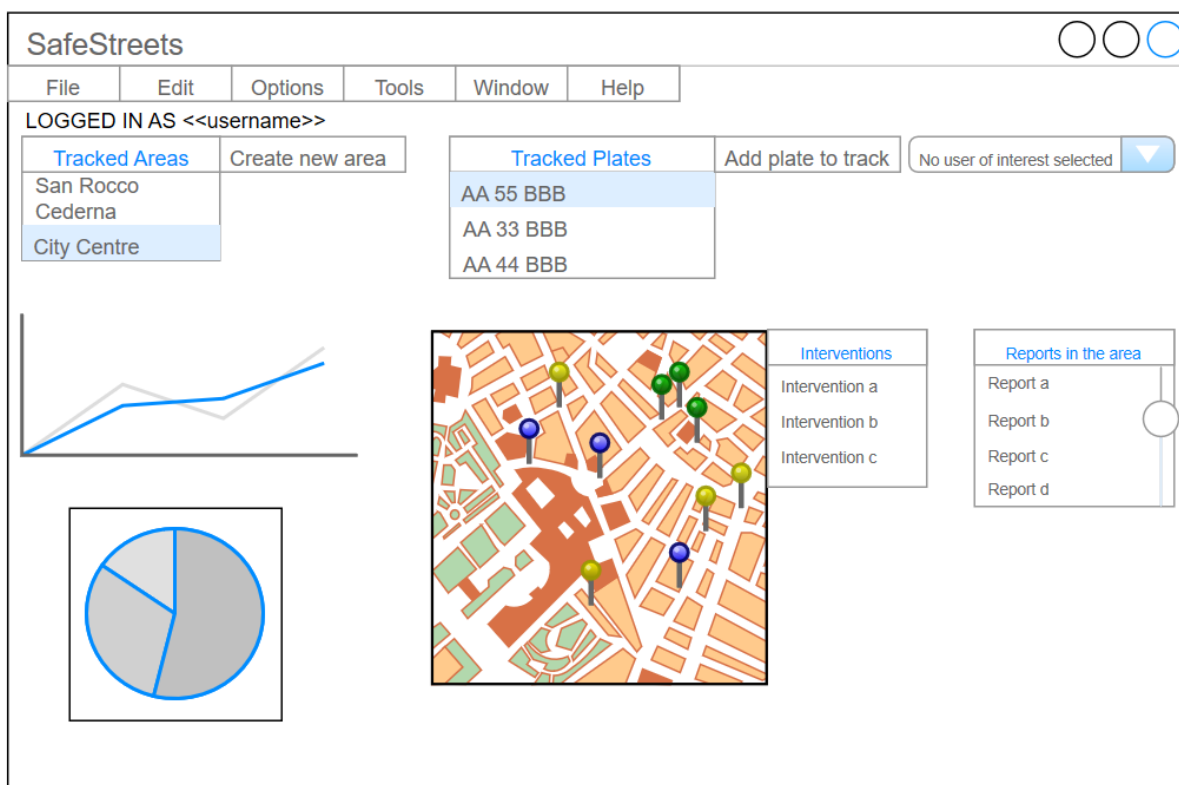 SafeStreets
File Edit Options Tools Window Help
LOGGED IN AS <<username>>
Tracked Areas Create new area Tracked Plates Add plate to track No user of interest selected
San Rocco
Cederna
City Centre
AA 55 BBB
AA 33 BBB
AA 44 BBB
Interventions
Intervention a
Intervention b
Intervention c
Reports in the area
Report a
Report b
Report c
Report d